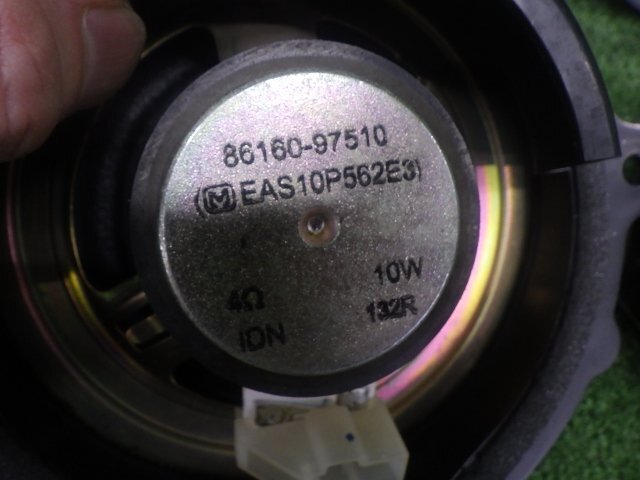 86160-97510
(M EAS10P562E3)
4Ω 10W
IDN 132R